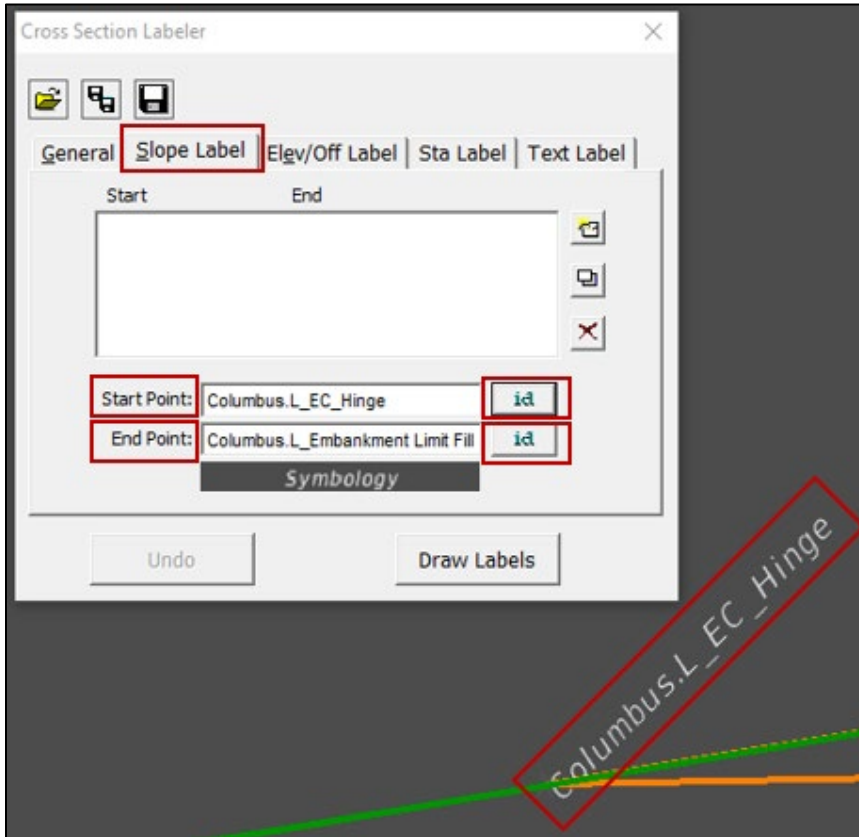 Cross Section Labeler
General Slope Label Elev/Off Label Sta Label Text Label
Start End
Start Point: Columbus.L_EC_Hinge id
End Point: Columbus.L_Embankment Limit Fill id
Symbology
Undo Draw Labels
Columbus.L_EC_Hinge